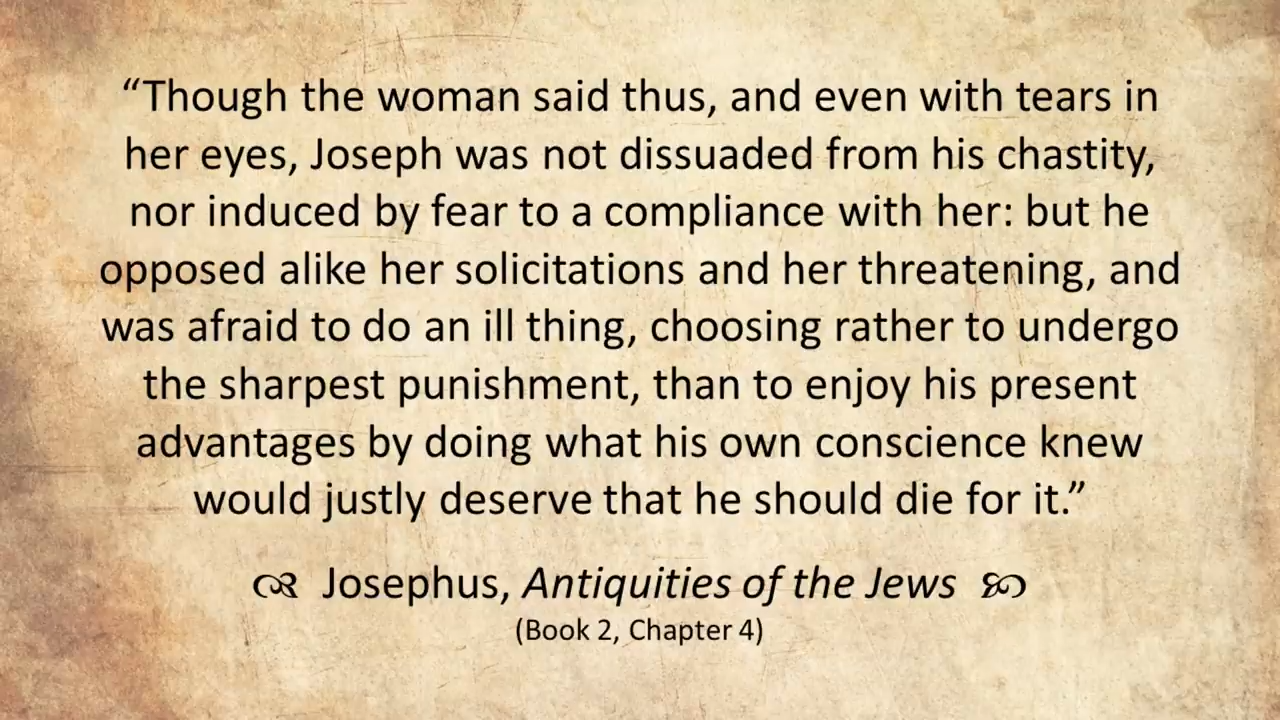 “Though the woman said thus, and even with tears in
her eyes, Joseph was not dissuaded from his chastity,
nor induced by fear to a compliance with her: but he
opposed alike her solicitations and her threatening, and
was afraid to do an ill thing, choosing rather to undergo
the sharpest punishment, than to enjoy his present
advantages by doing what his own conscience knew
would justly deserve that he should die for it.”
Josephus, Antiquities of the Jews
(Book 2, Chapter 4)